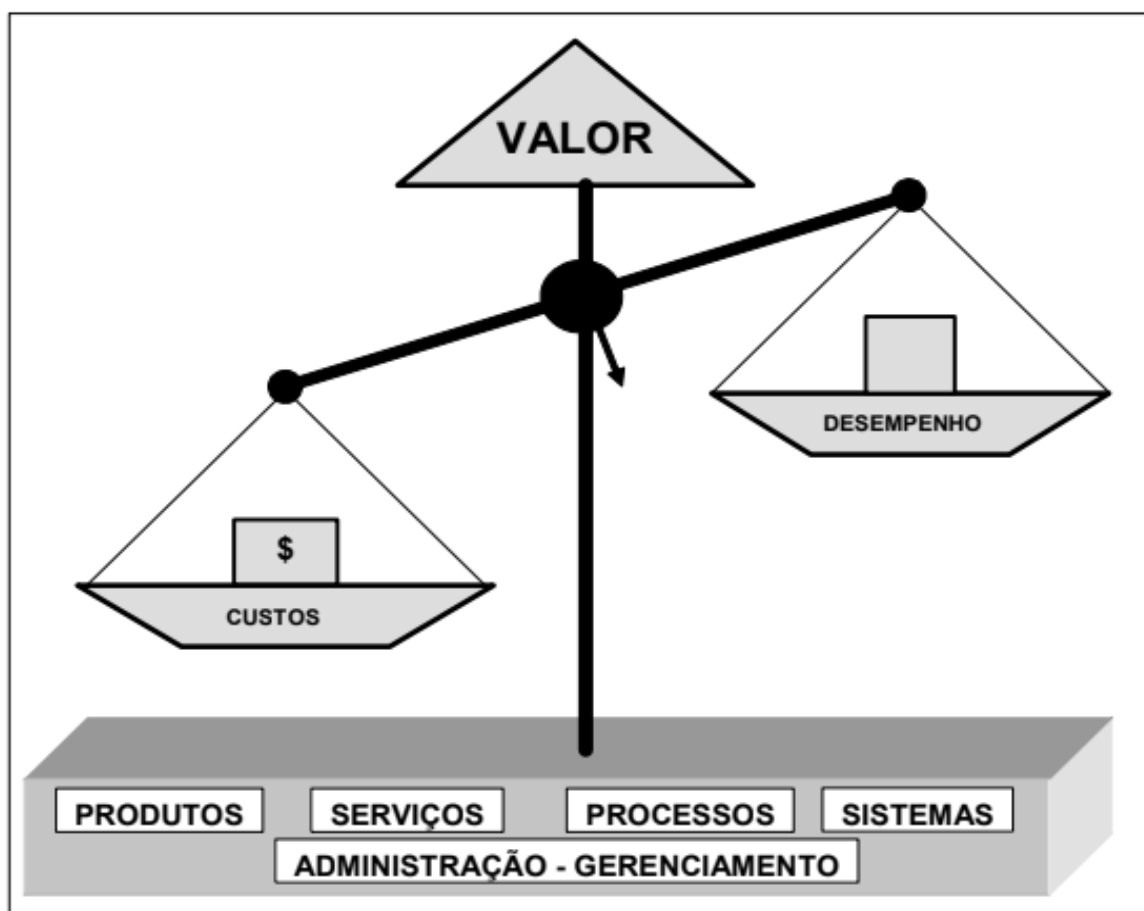 VALOR
DESEMPENHO
$
CUSTOS
PRODUTOS SERVIÇOS PROCESSOS SISTEMAS
ADMINISTRAÇÃO - GERENCIAMENTO